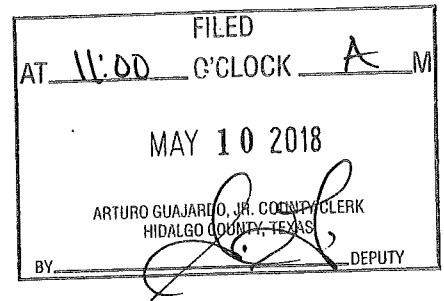 FILED
AT 11:00 O'CLOCK A M
MAY 10 2018
ARTURO GUAJARDO, JR. COUNTY CLERK
HIDALGO COUNTY, TEXAS
BY DEPUTY